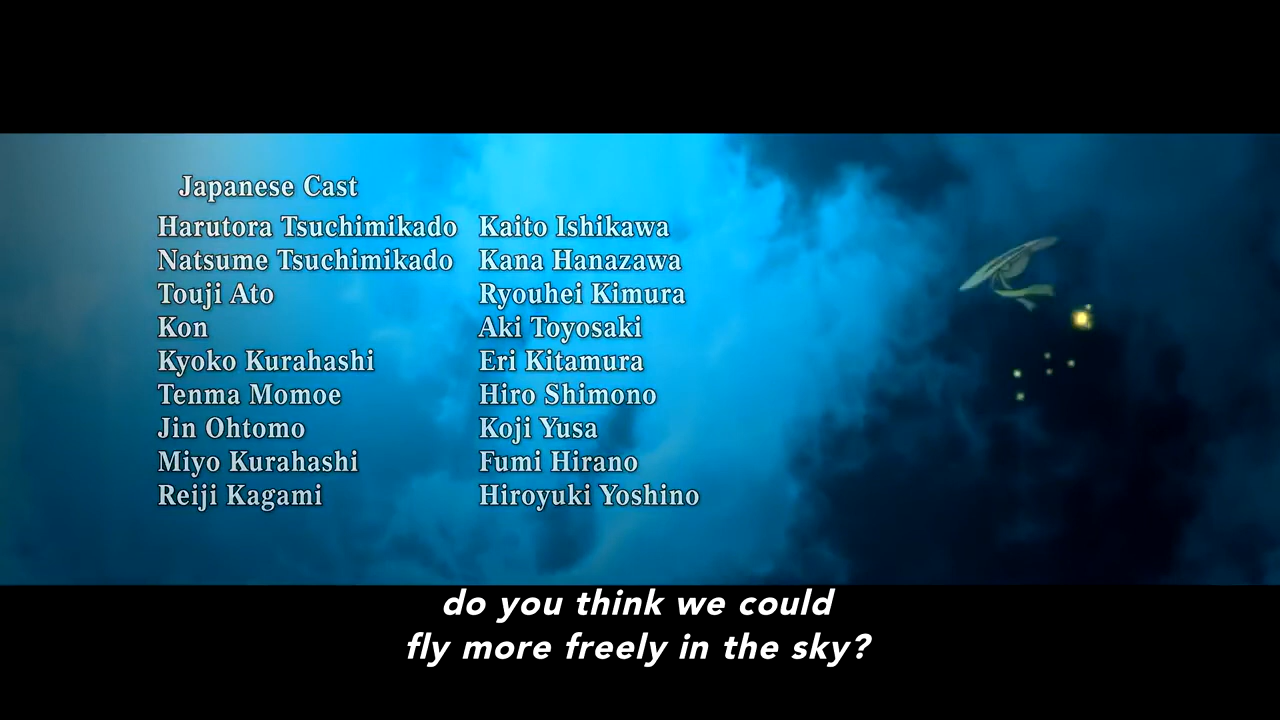 Japanese Cast
Harutora Tsuchimikado Kaito Ishikawa
Natsume Tsuchimikado Kana Hanazawa
Touji Ato Ryouhei Kimura
Kon Aki Toyosaki
Kyoko Kurahashi Eri Kitamura
Tenma Momoe Hiro Shimono
Jin Ohtomo Koji Yusa
Miyo Kurahashi Fumi Hirano
Reiji Kagami Hiroyuki Yoshino
do you think we could
fly more freely in the sky?